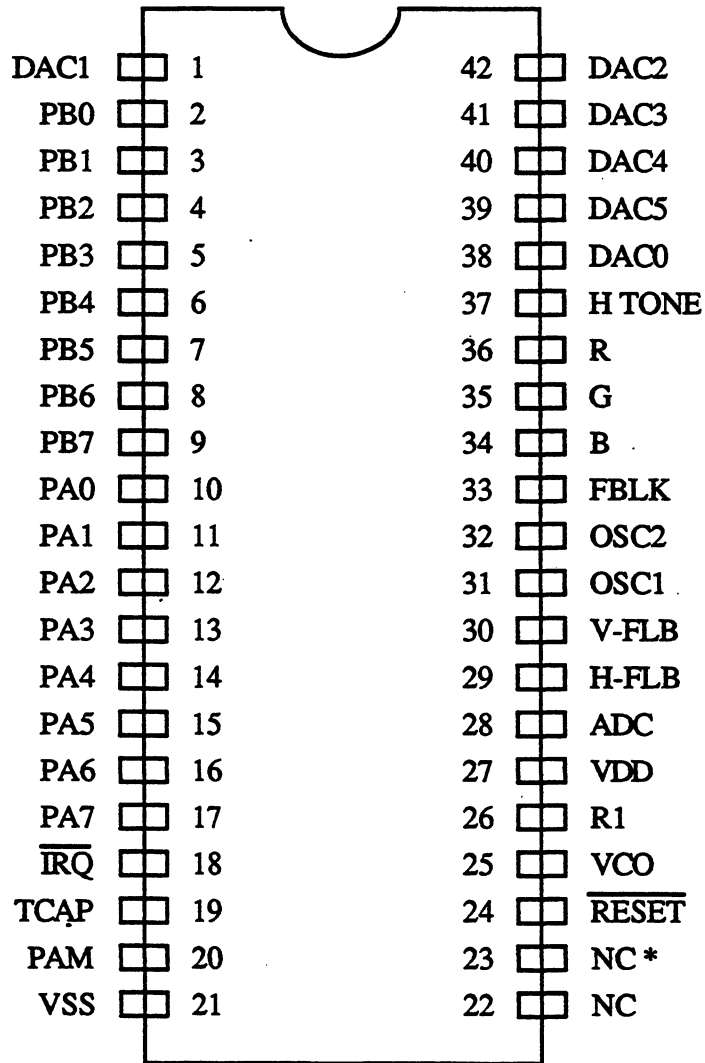 DAC1 1 42 DAC2
PB0 2 41 DAC3
PB1 3 40 DAC4
PB2 4 39 DAC5
PB3 5 38 DAC0
PB4 6 37 H TONE
PB5 7 36 R
PB6 8 35 G
PB7 9 34 B
PA0 10 33 FBLK
PA1 11 32 OSC2
PA2 12 31 OSC1
PA3 13 30 V-FLB
PA4 14 29 H-FLB
PA5 15 28 ADC
PA6 16 27 VDD
PA7 17 26 R1
I̅R̅Q̅ 18 25 VCO
TCAP 19 24 R̅E̅S̅E̅T̅
PAM 20 23 NC *
VSS 21 22 NC